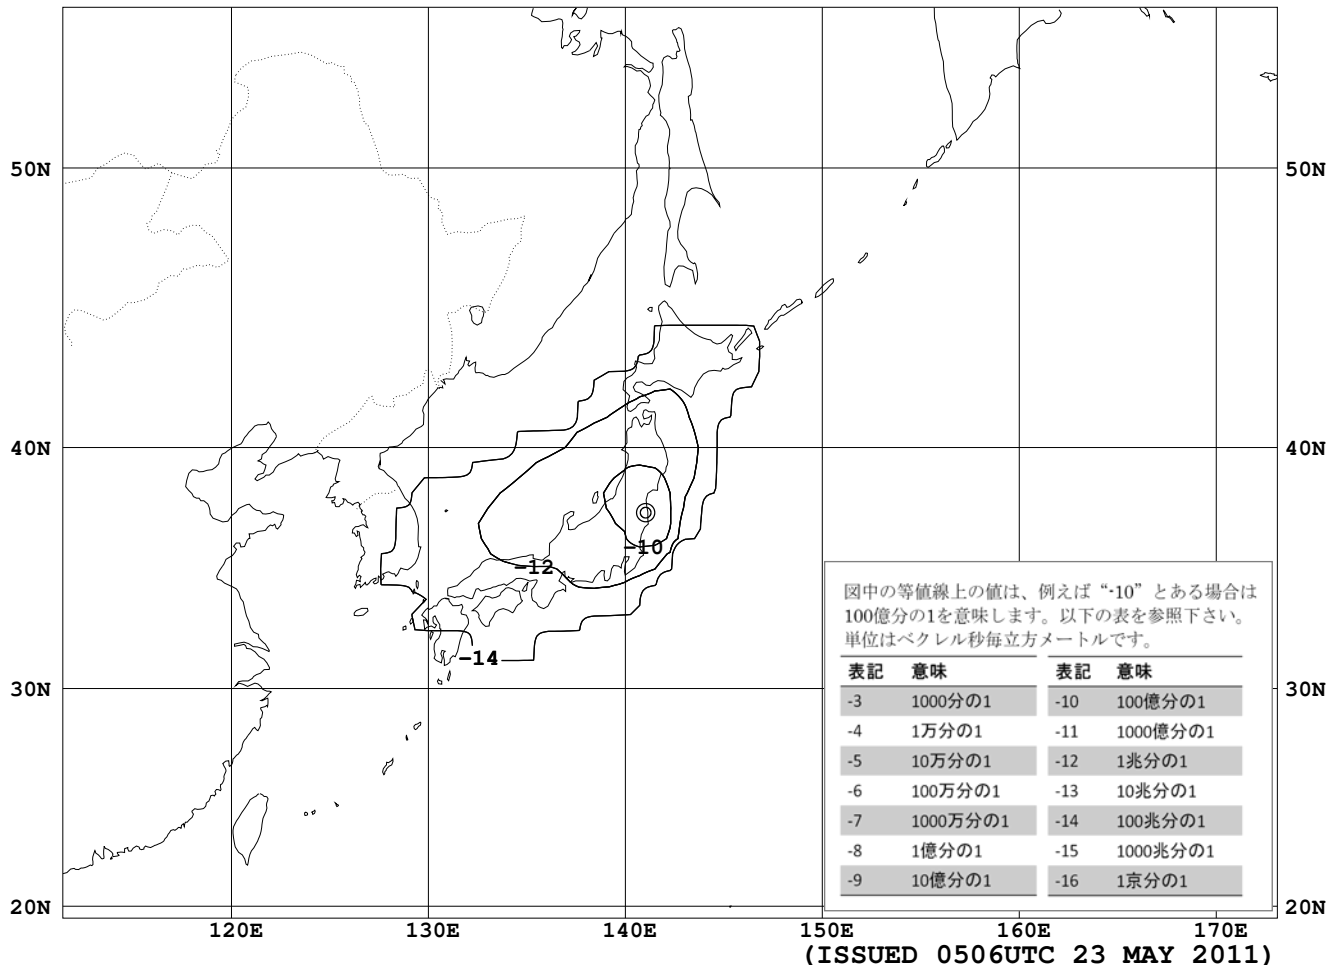 50N 50N
40N 40N
-10
-12
-14
30N 30N
20N 20N
図中の等値線上の値は、例えば“-10”とある場合は
100億分の1を意味します。以下の表を参照下さい。
単位はベクレル秒毎立方メートルです。
表記 意味 表記 意味
-3 1000分の1 -10 100億分の1
-4 1万分の1 -11 1000億分の1
-5 10万分の1 -12 1兆分の1
-6 100万分の1 -13 10兆分の1
-7 1000万分の1 -14 100兆分の1
-8 1億分の1 -15 1000兆分の1
-9 10億分の1 -16 1京分の1
120E 130E 140E 150E 160E 170E
(ISSUED 0506UTC 23 MAY 2011)